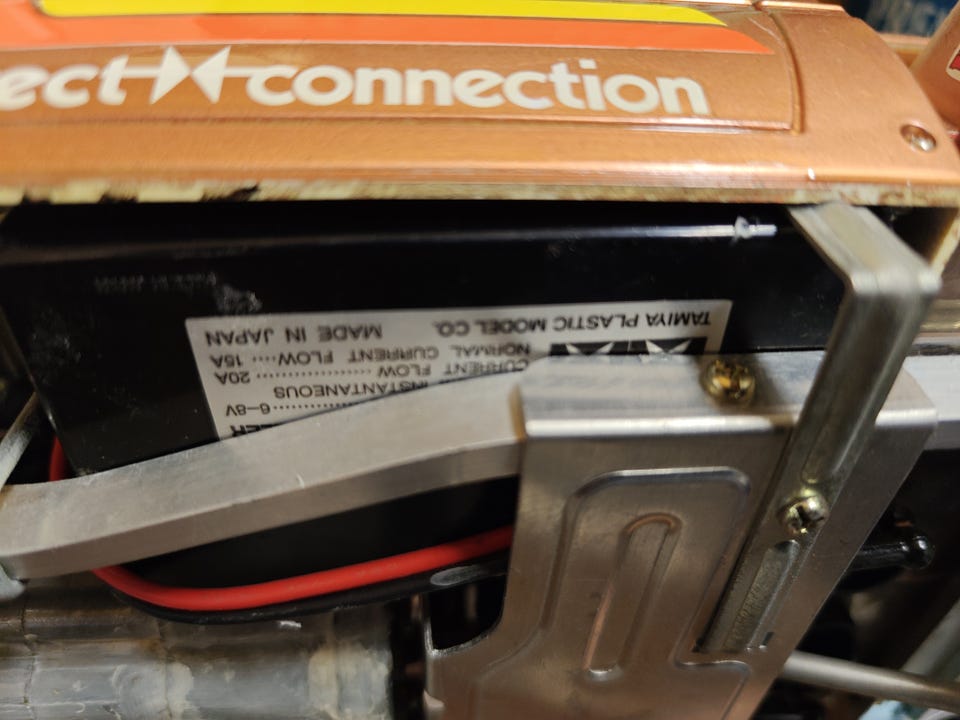 ect connection
TAMIYA PLASTIC MODEL CO. MADE IN JAPAN
NORMAL CURRENT FLOW.... 15A
INSTANTANEOUS
CURRENT FLOW ......... 20A
6–8V
LER